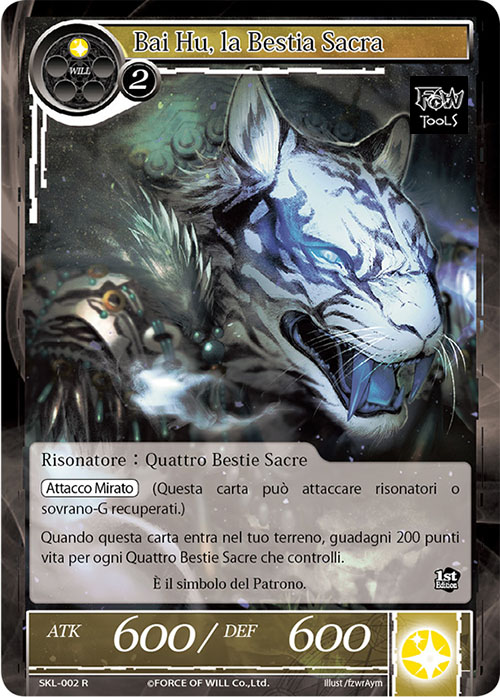 Bai Hu, la Bestia Sacra
WILL
2
FOW
TOOLS
Risonatore : Quattro Bestie Sacre
Attacco Mirato (Questa carta può attaccare risonatori o
sovrano-G recuperati.)
Quando questa carta entra nel tuo terreno, guadagni 200 punti
vita per ogni Quattro Bestie Sacre che controlli.
È il simbolo del Patrono.
1st
Edition
ATK 600 / DEF 600
SKL-002 R ©FORCE OF WILL Co.,Ltd. Illust/fzwrAym